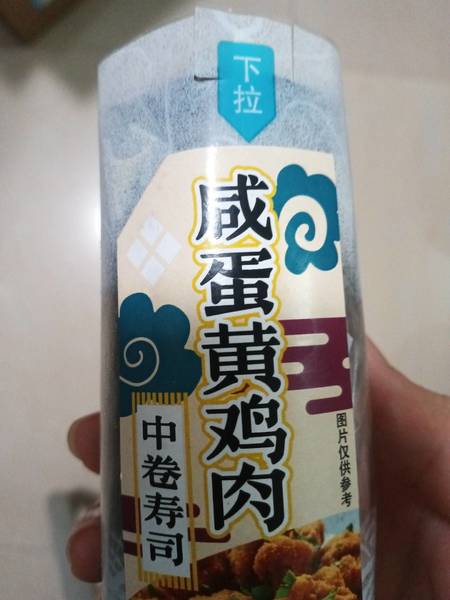 下拉
咸蛋黄鸡肉
中卷寿司
图片仅供参考